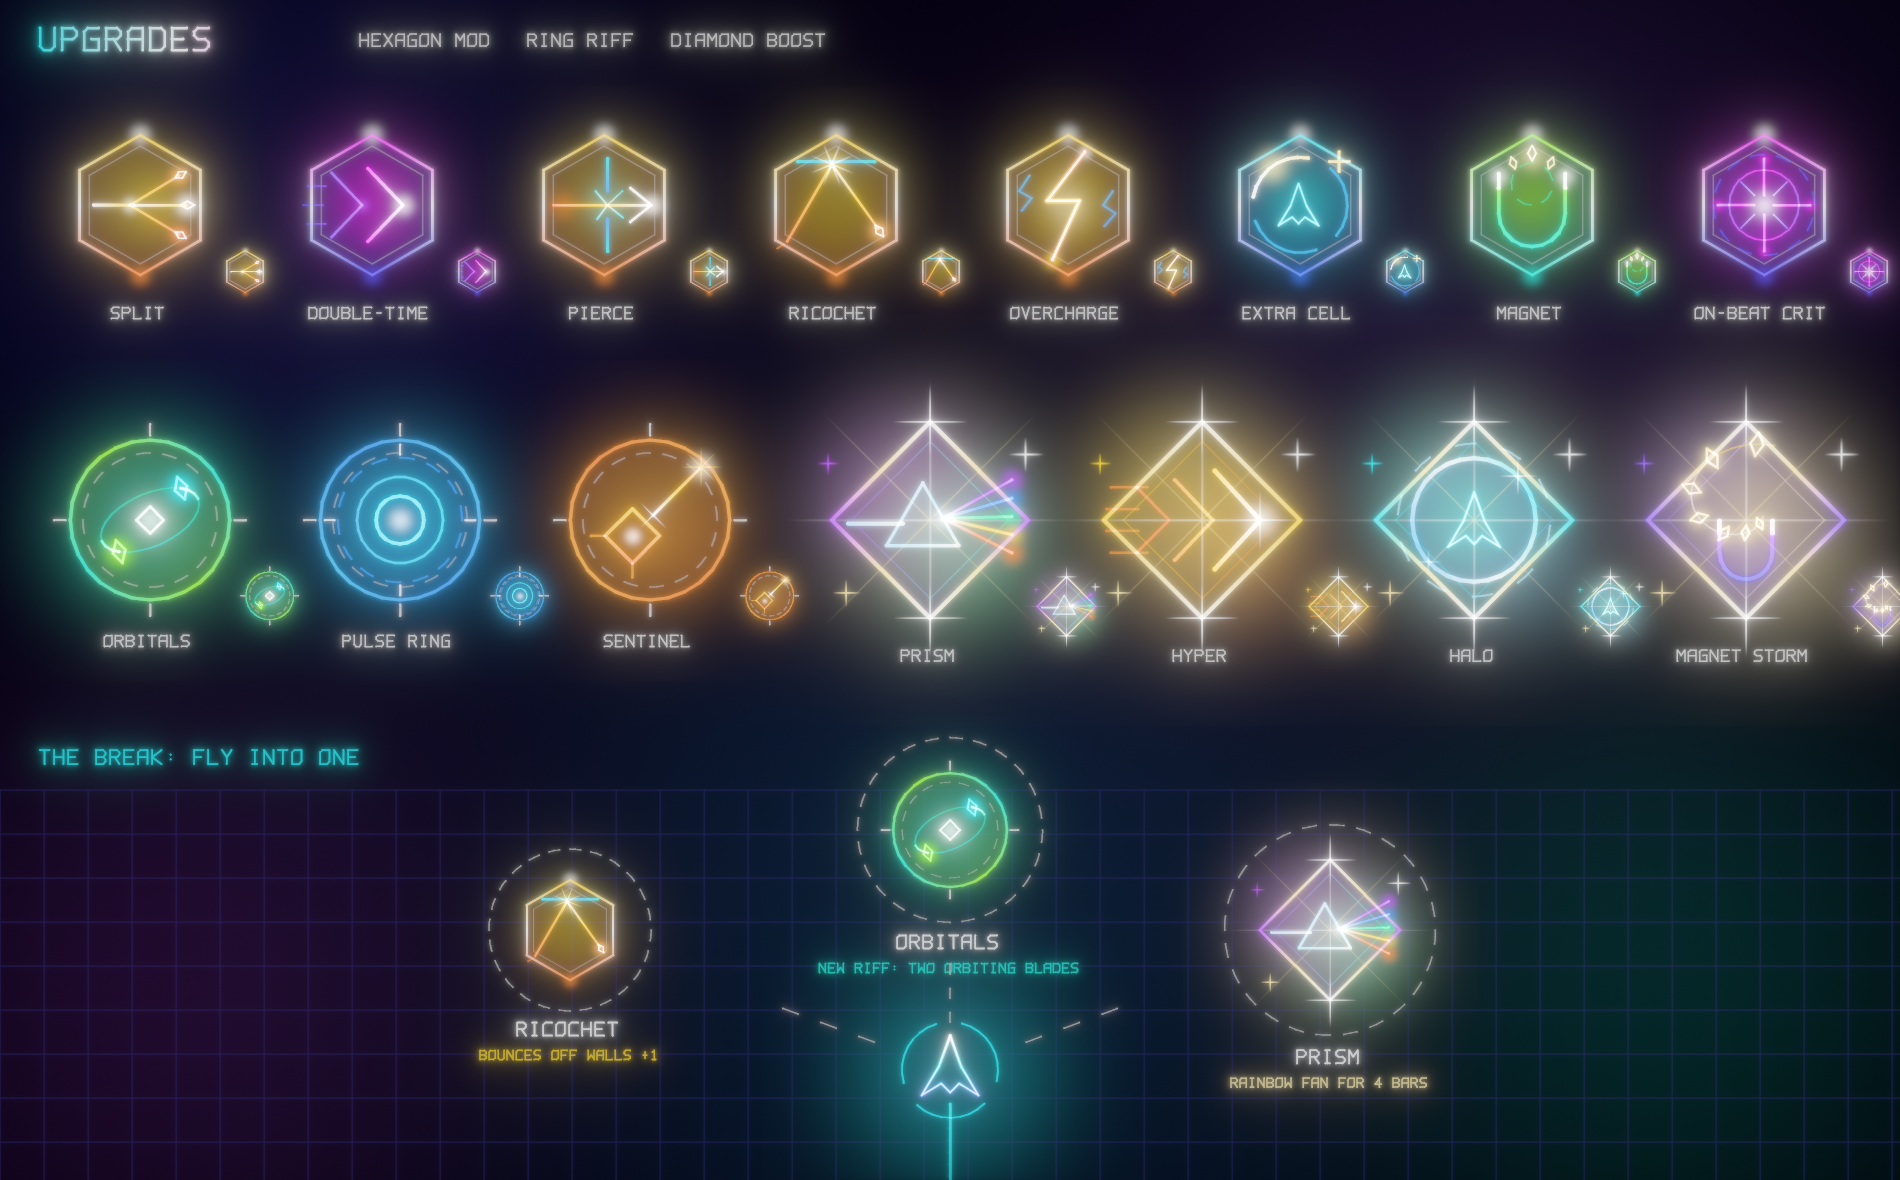 UPGRADES
HEXAGON MOD RING RIFF DIAMOND BOOST
SPLIT DOUBLE-TIME PIERCE RICOCHET OVERCHARGE EXTRA CELL MAGNET ON-BEAT CRIT
ORBITALS PULSE RING SENTINEL PRISM HYPER HALO MAGNET STORM
THE BREAK: FLY INTO ONE
ORBITALS
NEW RIFF: TWO ORBITING BLADES
RICOCHET
BOUNCES OFF WALLS +1
PRISM
RAINBOW FAN FOR 4 BARS